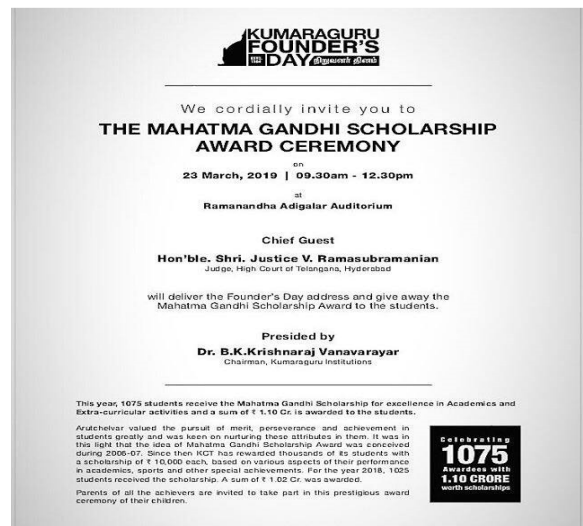 KUMARAGURU
FOUNDER'S
DAY நிறுவனர் தினம்
We cordially invite you to
THE MAHATMA GANDHI SCHOLARSHIP
AWARD CEREMONY
on
23 March, 2019 | 09.30am - 12.30pm
at
Ramanandha Adigalar Auditorium
Chief Guest
Hon'ble. Shri. Justice V. Ramasubramanian
Judge, High Court of Telangana, Hyderabad
will deliver the Founder's Day address and give away the
Mahatma Gandhi Scholarship Award to the students.
Presided by
Dr. B.K.Krishnaraj Vanavarayar
Chairman, Kumaraguru Institutions
This year, 1075 students receive the Mahatma Gandhi Scholarship for excellence in Academics and
Extra-curricular activities and a sum of ₹ 1.10 Cr. is awarded to the students.
Arutchelvar valued the pursuit of merit, perseverance and achievement in
students greatly and was keen on nurturing these attributes in them. It was in
this light that the idea of Mahatma Gandhi Scholarship Award was conceived
during 2006-07. Since then KCT has rewarded thousands of its students with
a scholarship of ₹ 10,000 each, based on various aspects of their performance
in academics, sports and other special achievements. For the year 2018, 1025
students received the scholarship. A sum of ₹ 1.02 Cr. was awarded.
Parents of all the achievers are invited to take part in this prestigious award
ceremony of their children.
Celebrating
1075
Awardees with
1.10 CRORE
worth scholarships